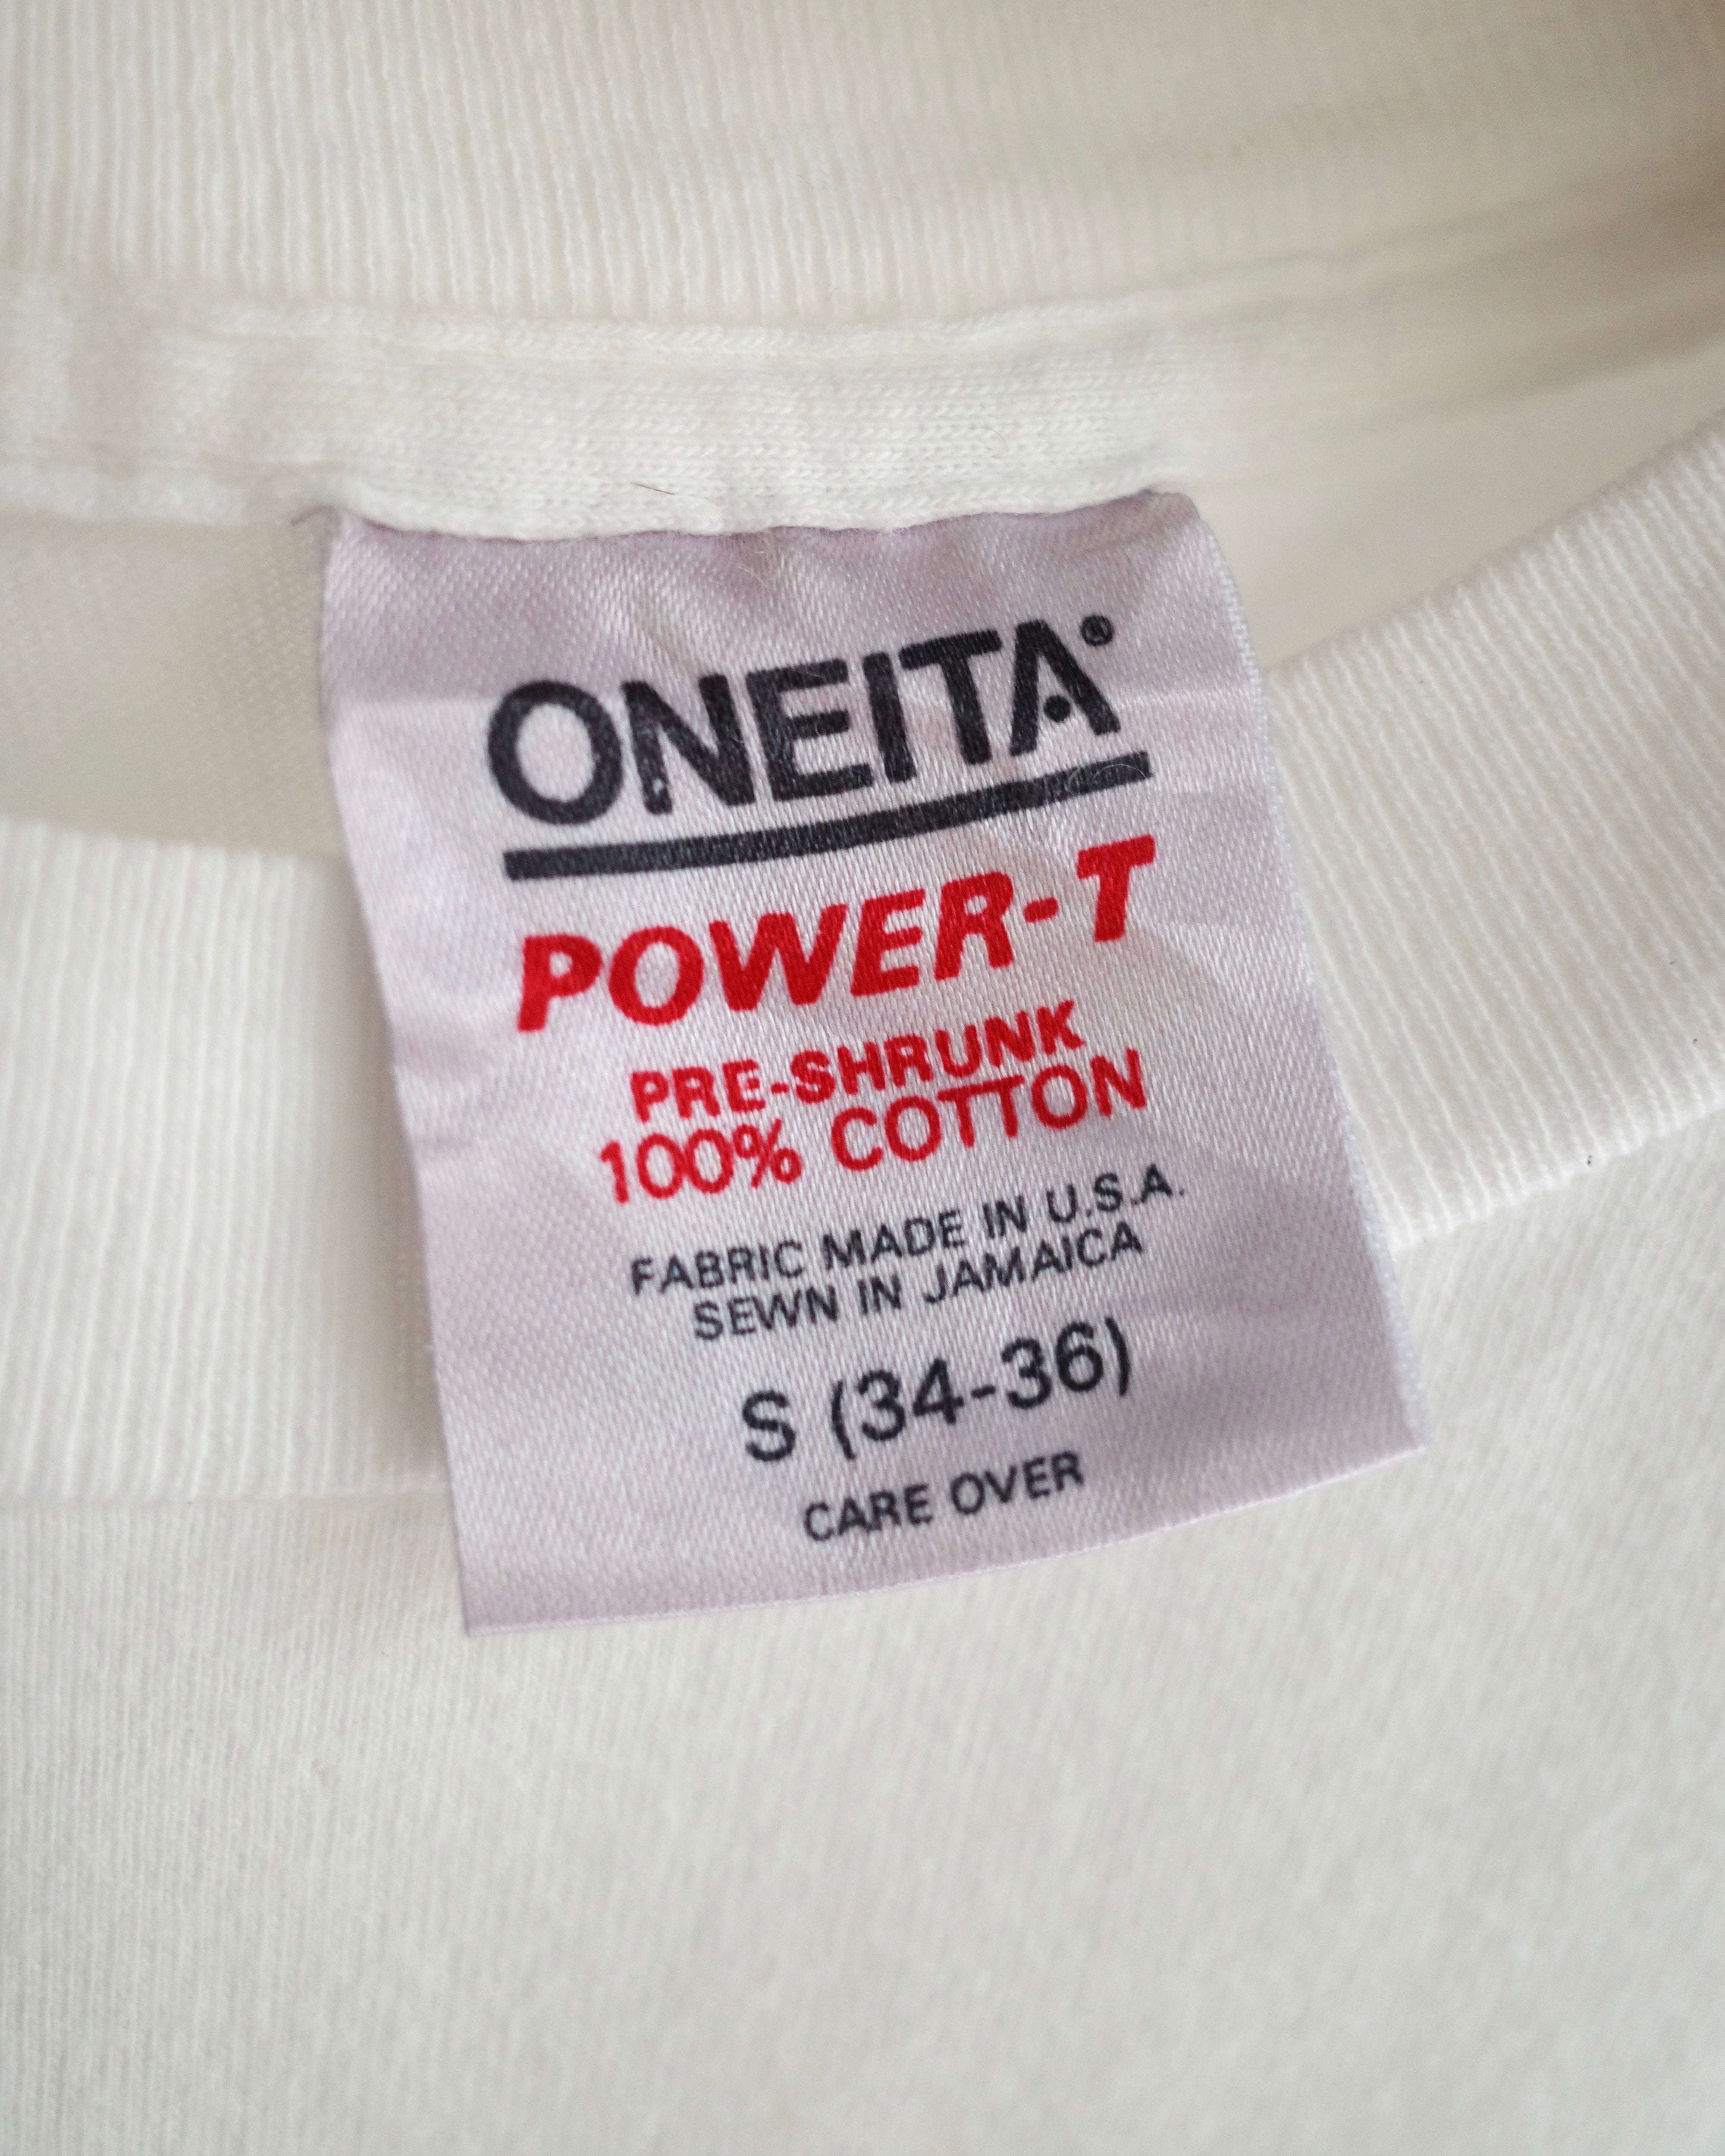 ONEITA®
POWER-T
PRE-SHRUNK
100% COTTON
FABRIC MADE IN U.S.A.
SEWN IN JAMAICA
S (34-36)
CARE OVER